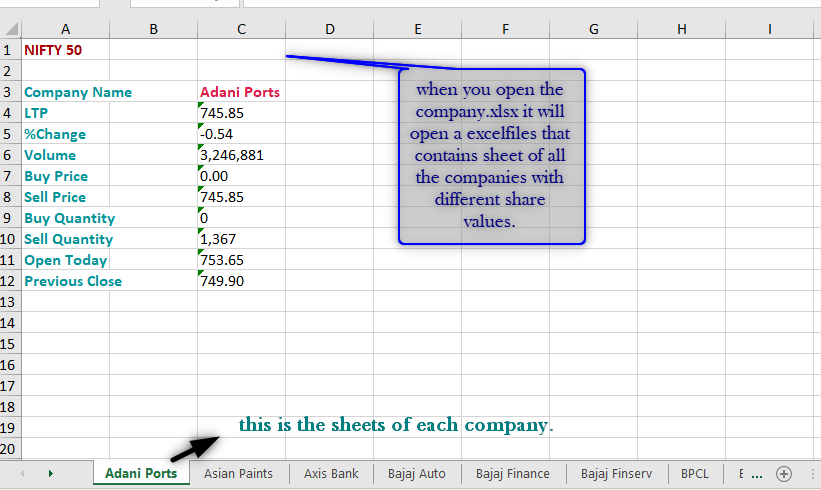 A B C D E F G H I
1 NIFTY 50
2
3 Company Name Adani Ports
4 LTP 745.85
5 %Change -0.54
6 Volume 3,246,881
7 Buy Price 0.00
8 Sell Price 745.85
9 Buy Quantity 0
10 Sell Quantity 1,367
11 Open Today 753.65
12 Previous Close 749.90
13
14
15
16
17
18
19
20
when you open the
company.xlsx it will
open a excelfiles that
contains sheet of all
the companies with
different share
values.
this is the sheets of each company.
Adani Ports Asian Paints Axis Bank Bajaj Auto Bajaj Finance Bajaj Finserv BPCL E ...